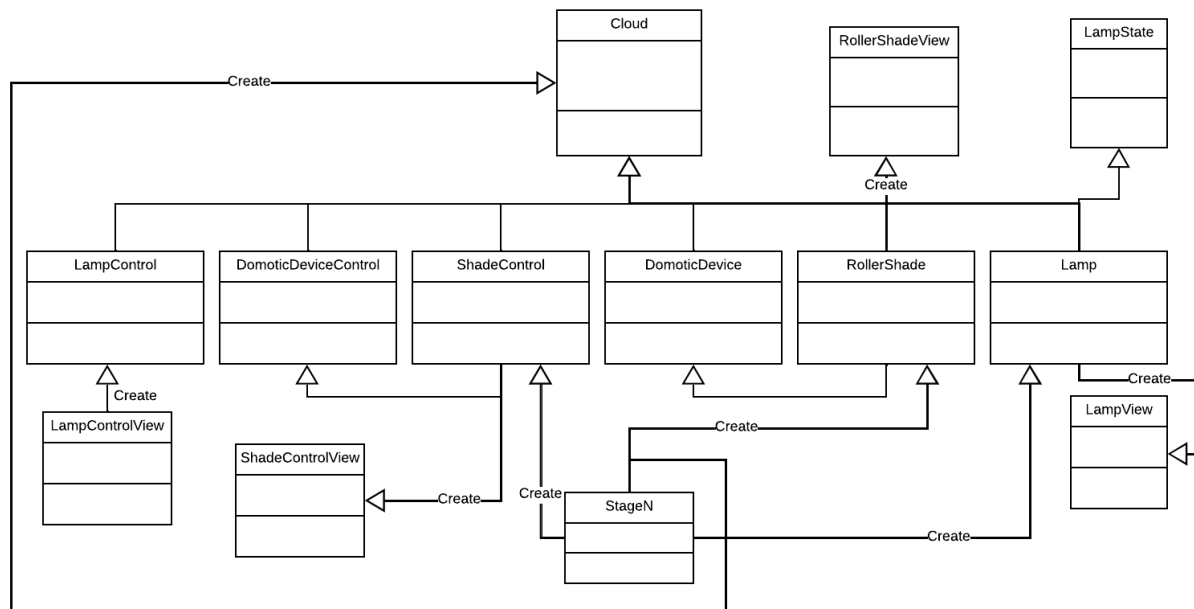 Cloud
RollerShadeView
LampState
Create
Create
LampControl
DomoticDeviceControl
ShadeControl
DomoticDevice
RollerShade
Lamp
Create
Create
LampControlView
LampView
Create
ShadeControlView
Create
Create
StageN
Create